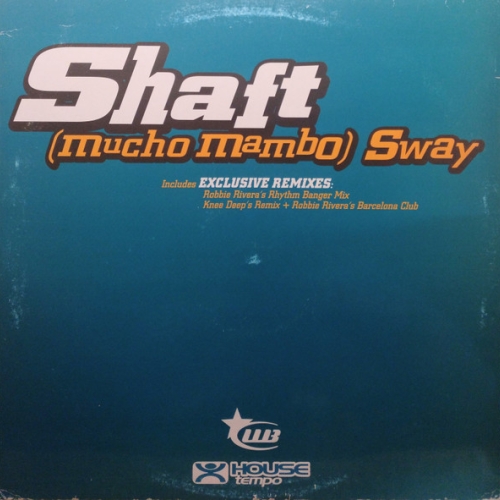 Shaft
(mucho mambo) Sway
Includes EXCLUSIVE REMIXES:
Robbie Rivera's Rhythm Banger Mix
Knee Deep's Remix + Robbie Rivera's Barcelona Club
WB
HOUSE
tempo